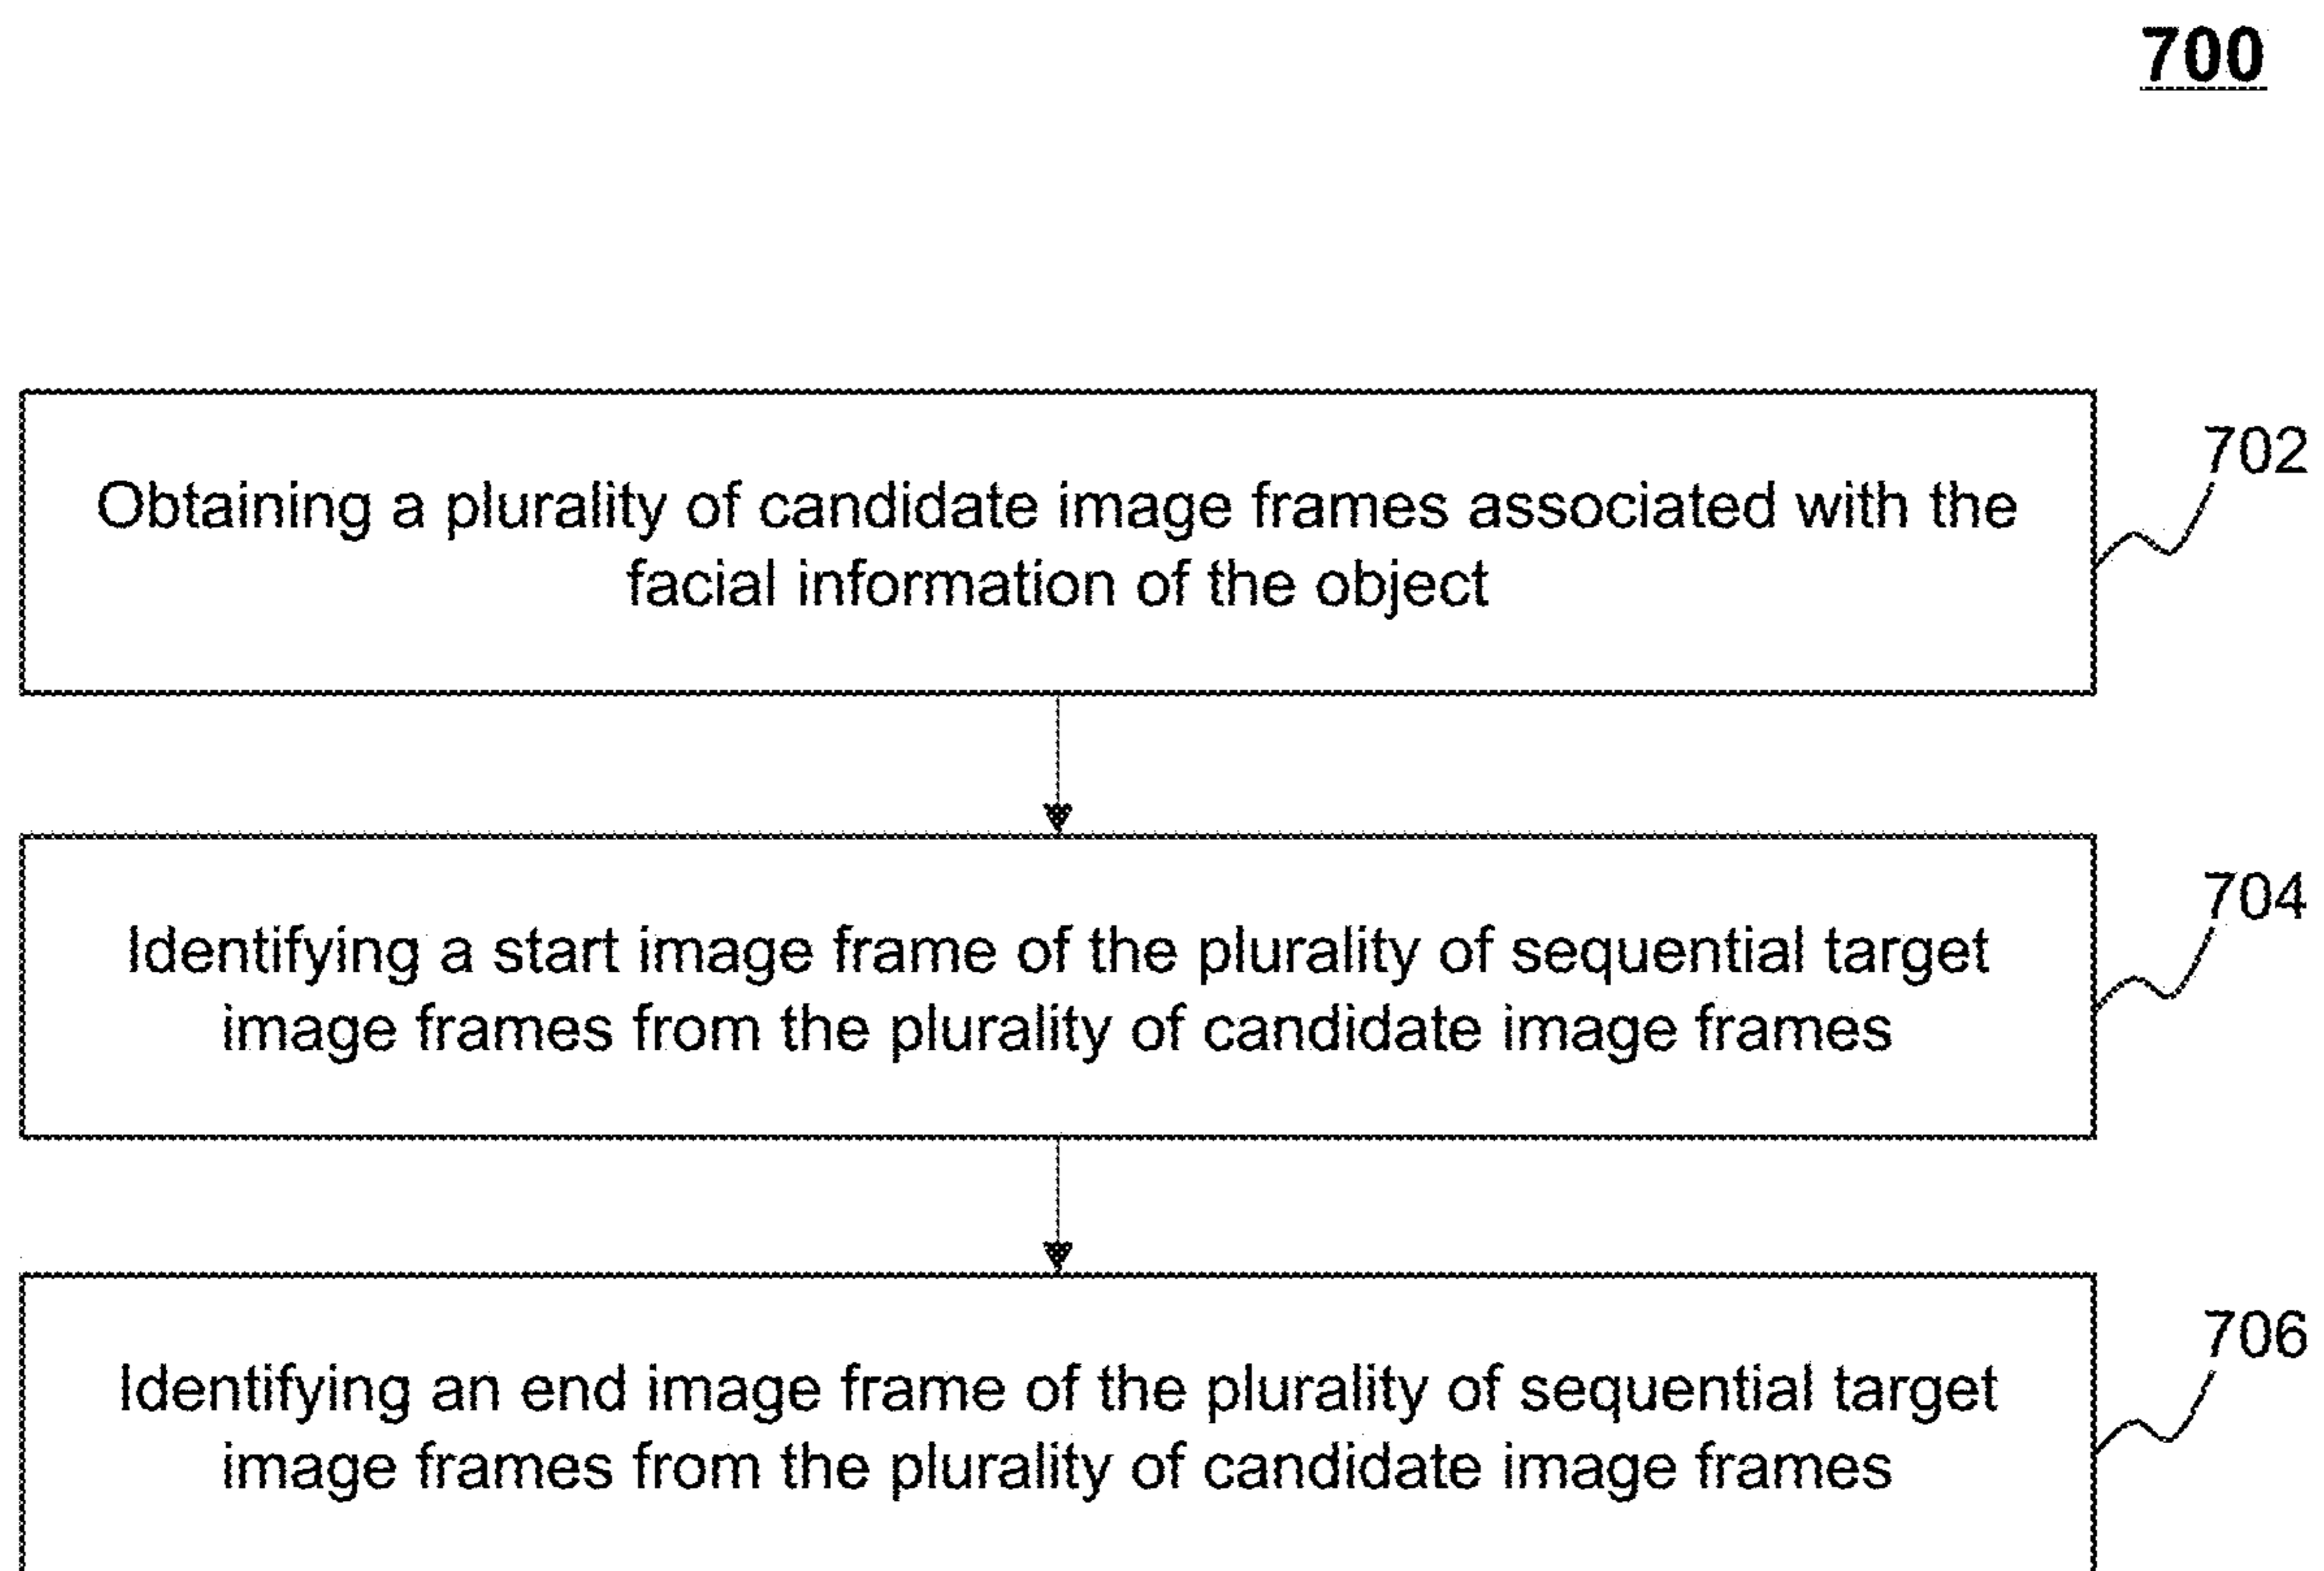 700
702
Obtaining a plurality of candidate image frames associated with the
facial information of the object
704
Identifying a start image frame of the plurality of sequential target
image frames from the plurality of candidate image frames
706
Identifying an end image frame of the plurality of sequential target
image frames from the plurality of candidate image frames